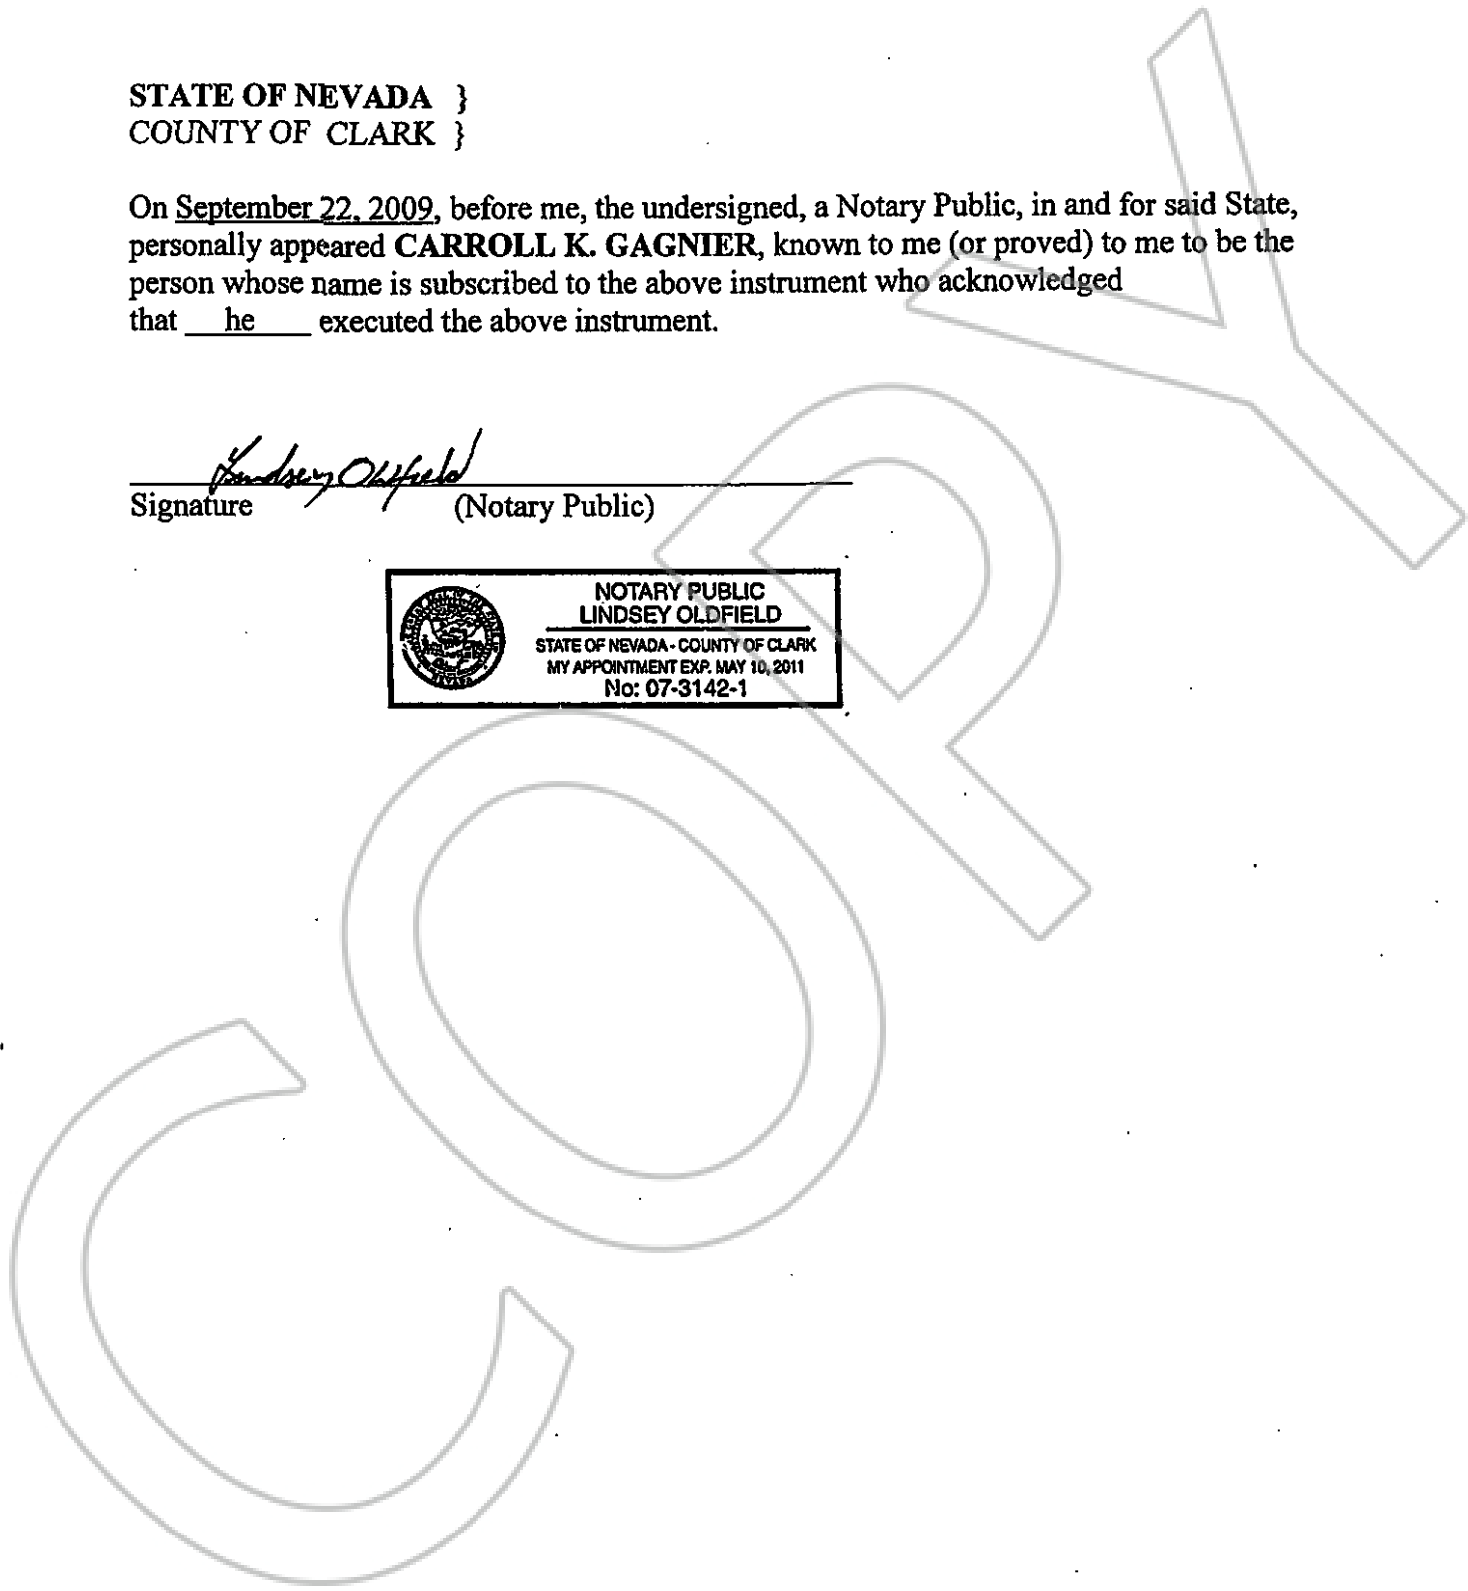 STATE OF NEVADA }
COUNTY OF CLARK }
On September 22, 2009, before me, the undersigned, a Notary Public, in and for said State,
personally appeared CARROLL K. GAGNIER, known to me (or proved) to me to be the
person whose name is subscribed to the above instrument who acknowledged
that he executed the above instrument.
Lindsey Oldfield
Signature (Notary Public)
NOTARY PUBLIC
LINDSEY OLDFIELD
STATE OF NEVADA - COUNTY OF CLARK
MY APPOINTMENT EXP. MAY 10, 2011
No: 07-3142-1
NEVADA
COPY